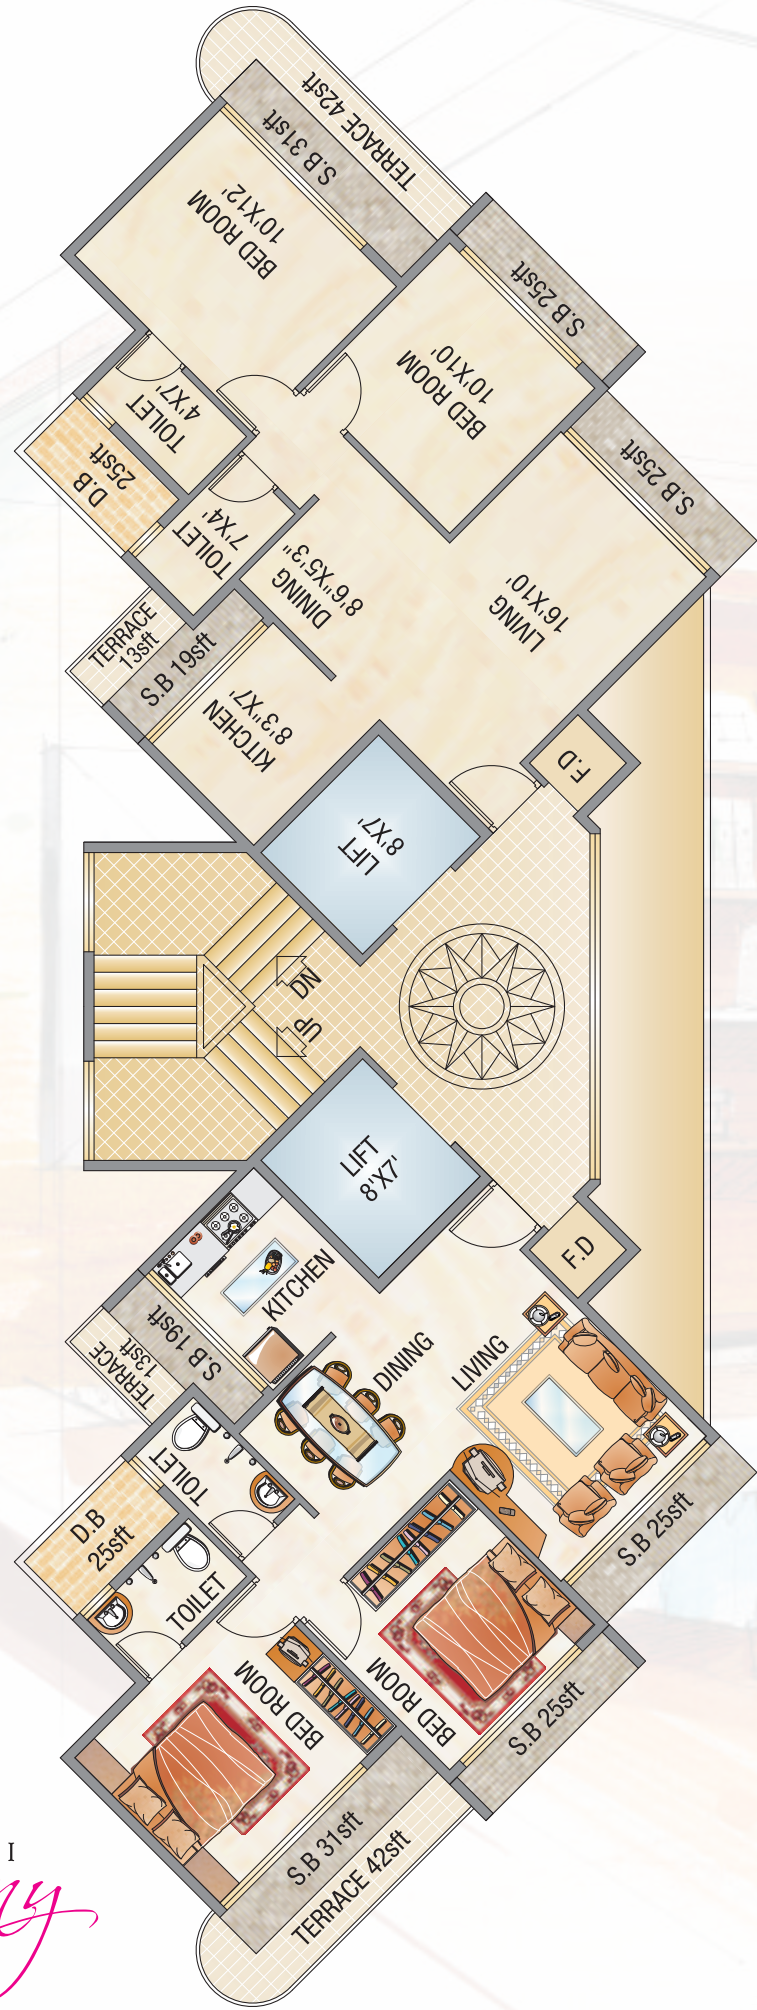 TERRACE 42sft
S.B 31sft
BED ROOM
10'X12'
S.B 25sft
BED ROOM
10'X10'
TOILET
4'X7'
D.B
25sft
S.B 25sft
TOILET
7'X4'
DINING
8'6"X5'3"
LIVING
16'X10'
TERRACE
13sft
S.B 19sft
KITCHEN
8'3"X7'
F.D
LIFT
8'X7'
DN
UP
LIFT
8'X7'
F.D
KITCHEN
S.B 19sft
TERRACE
13sft
DINING
LIVING
TOILET
D.B
25sft
TOILET
S.B 25sft
BED ROOM
BED ROOM
S.B 25sft
S.B 31sft
TERRACE 42sft
I
ny